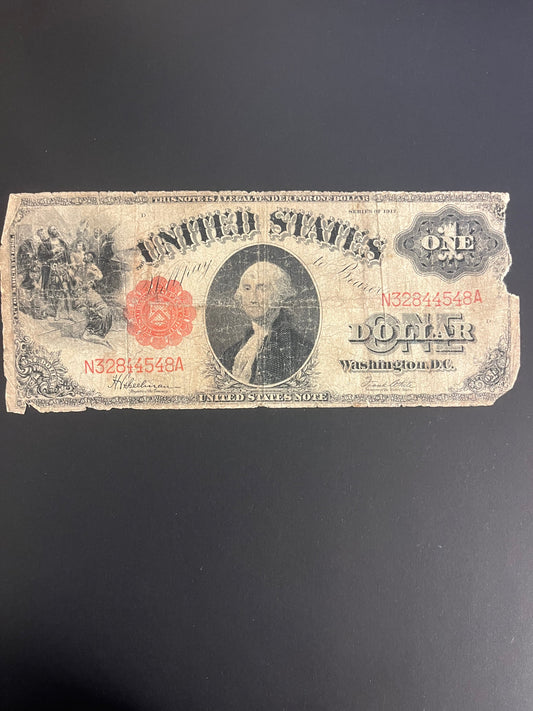 THIS NOTE IS A LEGAL TENDER FOR ONE DOLLAR
D
SERIES OF 1917
UNITED STATES
ONE
Will pay to Bearer
N32844548A
ONE
DOLLAR
N32844548A
Washington, D.C.
UNITED STATES NOTE